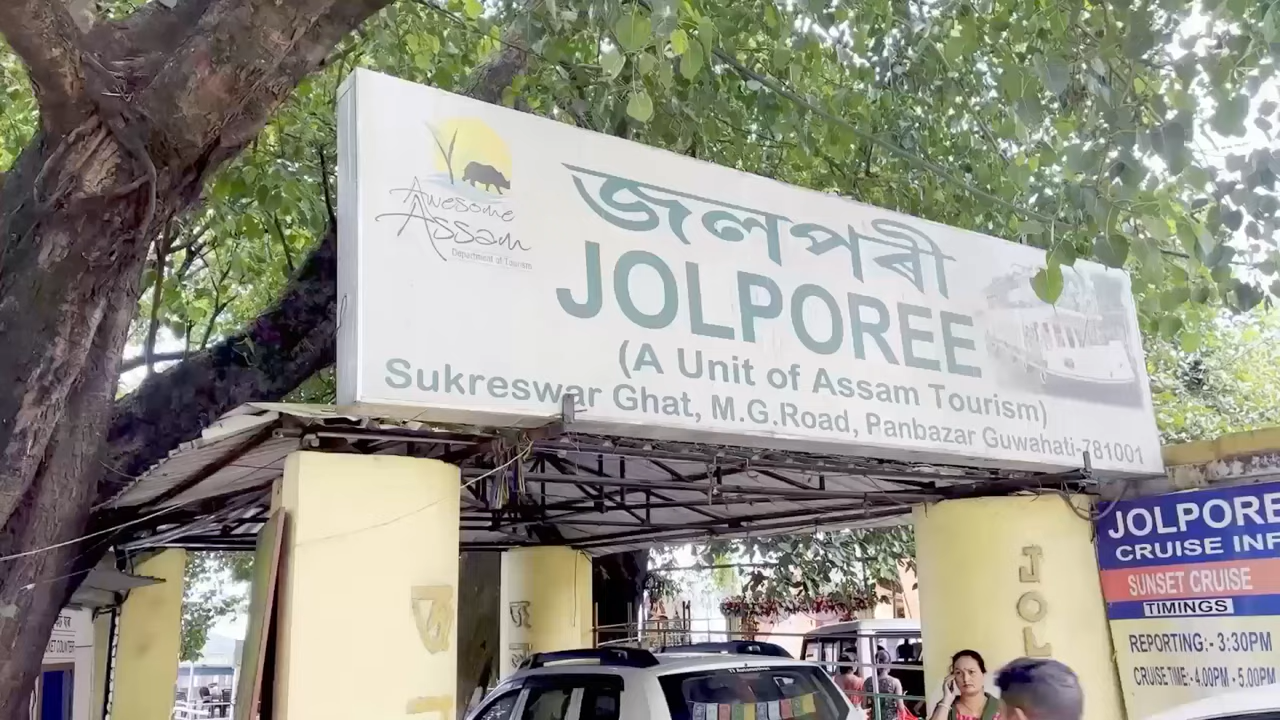 Awesome
Assam
Department of Tourism
জলপৰী
JOLPOREE
(A Unit of Assam Tourism)
Sukreswar Ghat, M.G.Road, Panbazar Guwahati-781001
JOLPORE
CRUISE INF
SUNSET CRUISE
TIMINGS
REPORTING:- 3:30PM
CRUISE TIME:- 4.00PM - 5.00PM
JOL
জ